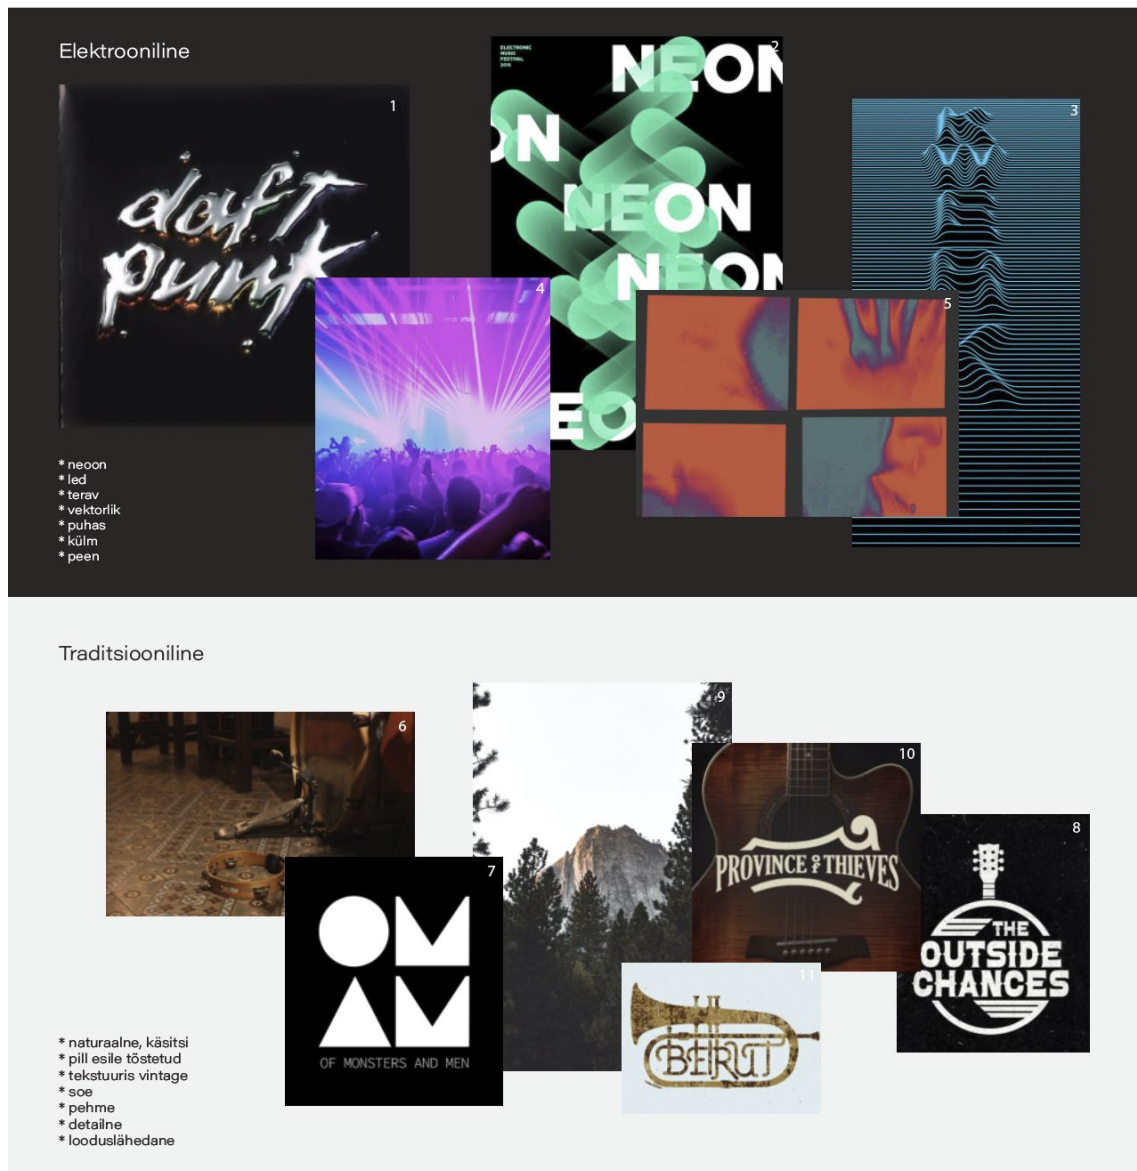 Elektrooniline
1
daft
punk
2
ELECTRONIC
MUSIC
FESTIVAL
2015
NEON
ON
NEON
NEON
EO
3
4
5
* neoon
* led
* terav
* vektorlik
* puhas
* külm
* peen
Traditsiooniline
6
7
OM
AM
OF MONSTERS AND MEN
9
10
PROVINCE OF THIEVES
8
THE
OUTSIDE
CHANCES
11
BEIRUT
* naturaalne, käsitsi
* pill esile tõstetud
* tekstuuris vintage
* soe
* pehme
* detailne
* looduslähedane